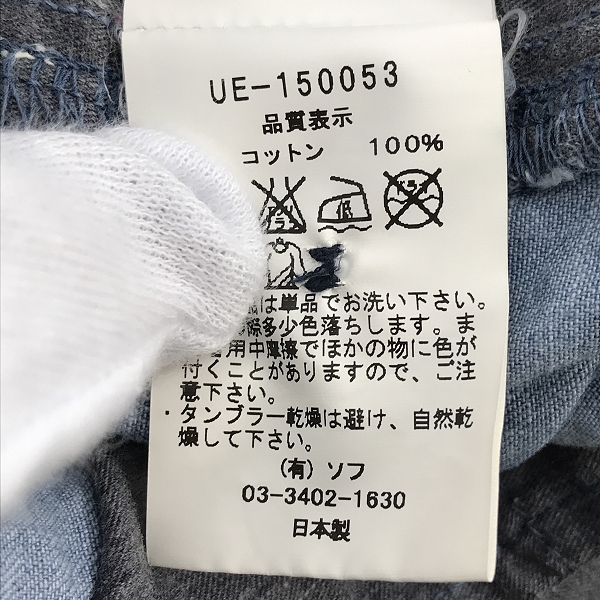 UE-150053
品質表示
コットン 100%
低 ドライ
は単品でお洗い下さい。
際多少色落ちします。ま
用中摩擦でほかの物に色が
付くことがありますので、ご注
意下さい。
・タンブラー乾燥は避け、自然乾
燥して下さい。
(有) ソフ
03-3402-1630
日本製